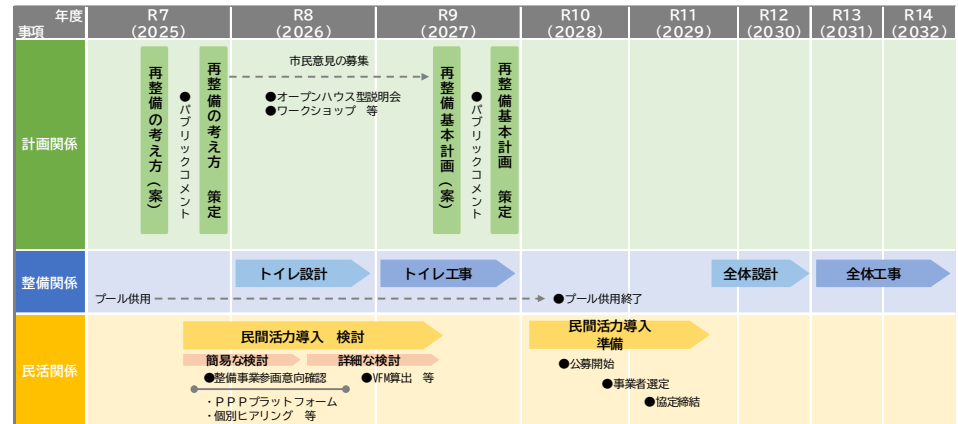 年度
事項
R7
(2025)
R8
(2026)
R9
(2027)
R10
(2028)
R11
(2029)
R12
(2030)
R13
(2031)
R14
(2032)
計画関係
再整備の考え方(案)
●パブリックコメント
再整備の考え方 策定
市民意見の募集
●オープンハウス型説明会
●ワークショップ 等
再整備基本計画(案)
●パブリックコメント
再整備基本計画 策定
整備関係
トイレ設計
トイレ工事
全体設計
全体工事
プール供用
●プール供用終了
民活関係
民間活力導入 検討
簡易な検討
詳細な検討
●整備事業参画意向確認
●VFM算出 等
・PPPプラットフォーム
・個別ヒアリング 等
民間活力導入
準備
●公募開始
●事業者選定
●協定締結